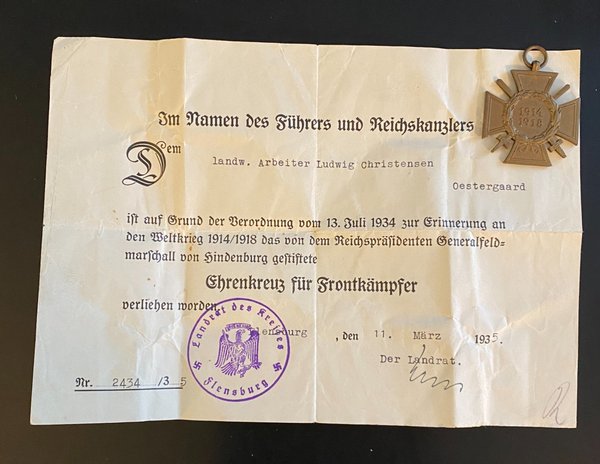 Im Namen des Führers und Reichskanzlers
1914
1918
Dem
landw. Arbeiter Ludwig Christensen
Oestergaard
ist auf Grund der Verordnung vom 13. Juli 1934 zur Erinnerung an
den Weltkrieg 1914/1918 das von dem Reichspräsidenten Generalfeld-
marschall von Hindenburg gestiftete
Ehrenkreuz für Frontkämpfer
verliehen worden.
Flensburg, den 11. März 1935.
Der Landrat.
Nr. 2434 /35
Landrat des Kreises
Flensburg